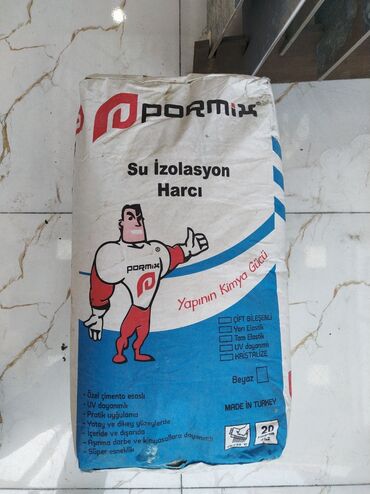 PORMIX
Su İzolasyon
Harcı
PORMIX
Yapının Kimya Gücü
ÇİFT BİLEŞENLİ
Yarı Elastik
Tam Elastik
UV dayanımlı
KRİSTALİZE
Beyaz
MADE IN TURKEY
- Özel çimento esaslı
- UV dayanımlı
- Pratik uygulama
- Yatay ve dikey yüzeylerde
- İçeride ve dışarıda
- Aşınma darbe ve kimyasallara dayanımlı
- Süper esneklik
20